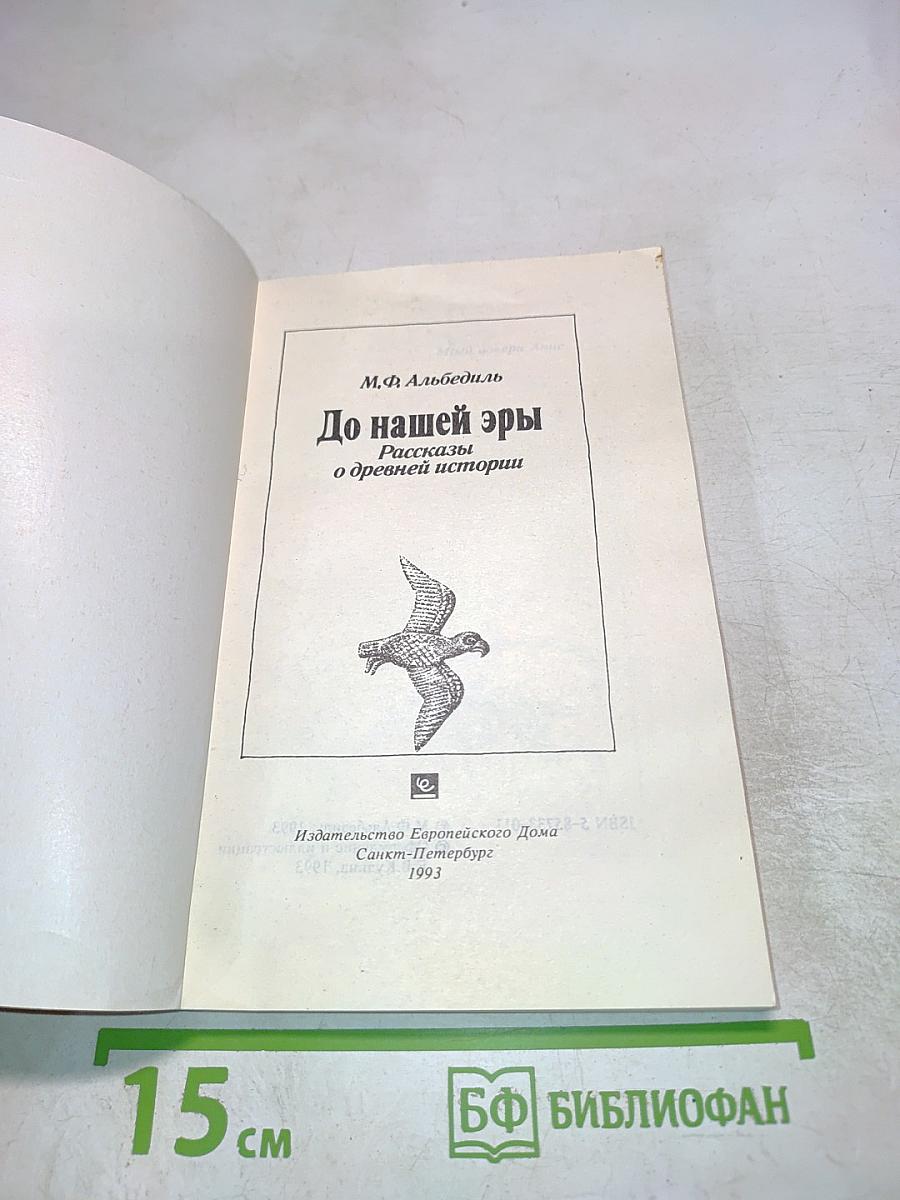 М.Ф. Альбедиль
До нашей эры
Рассказы
о древней истории
Издательство Европейского Дома
Санкт-Петербург
1993
15 см
БФ БИБЛИОФАН